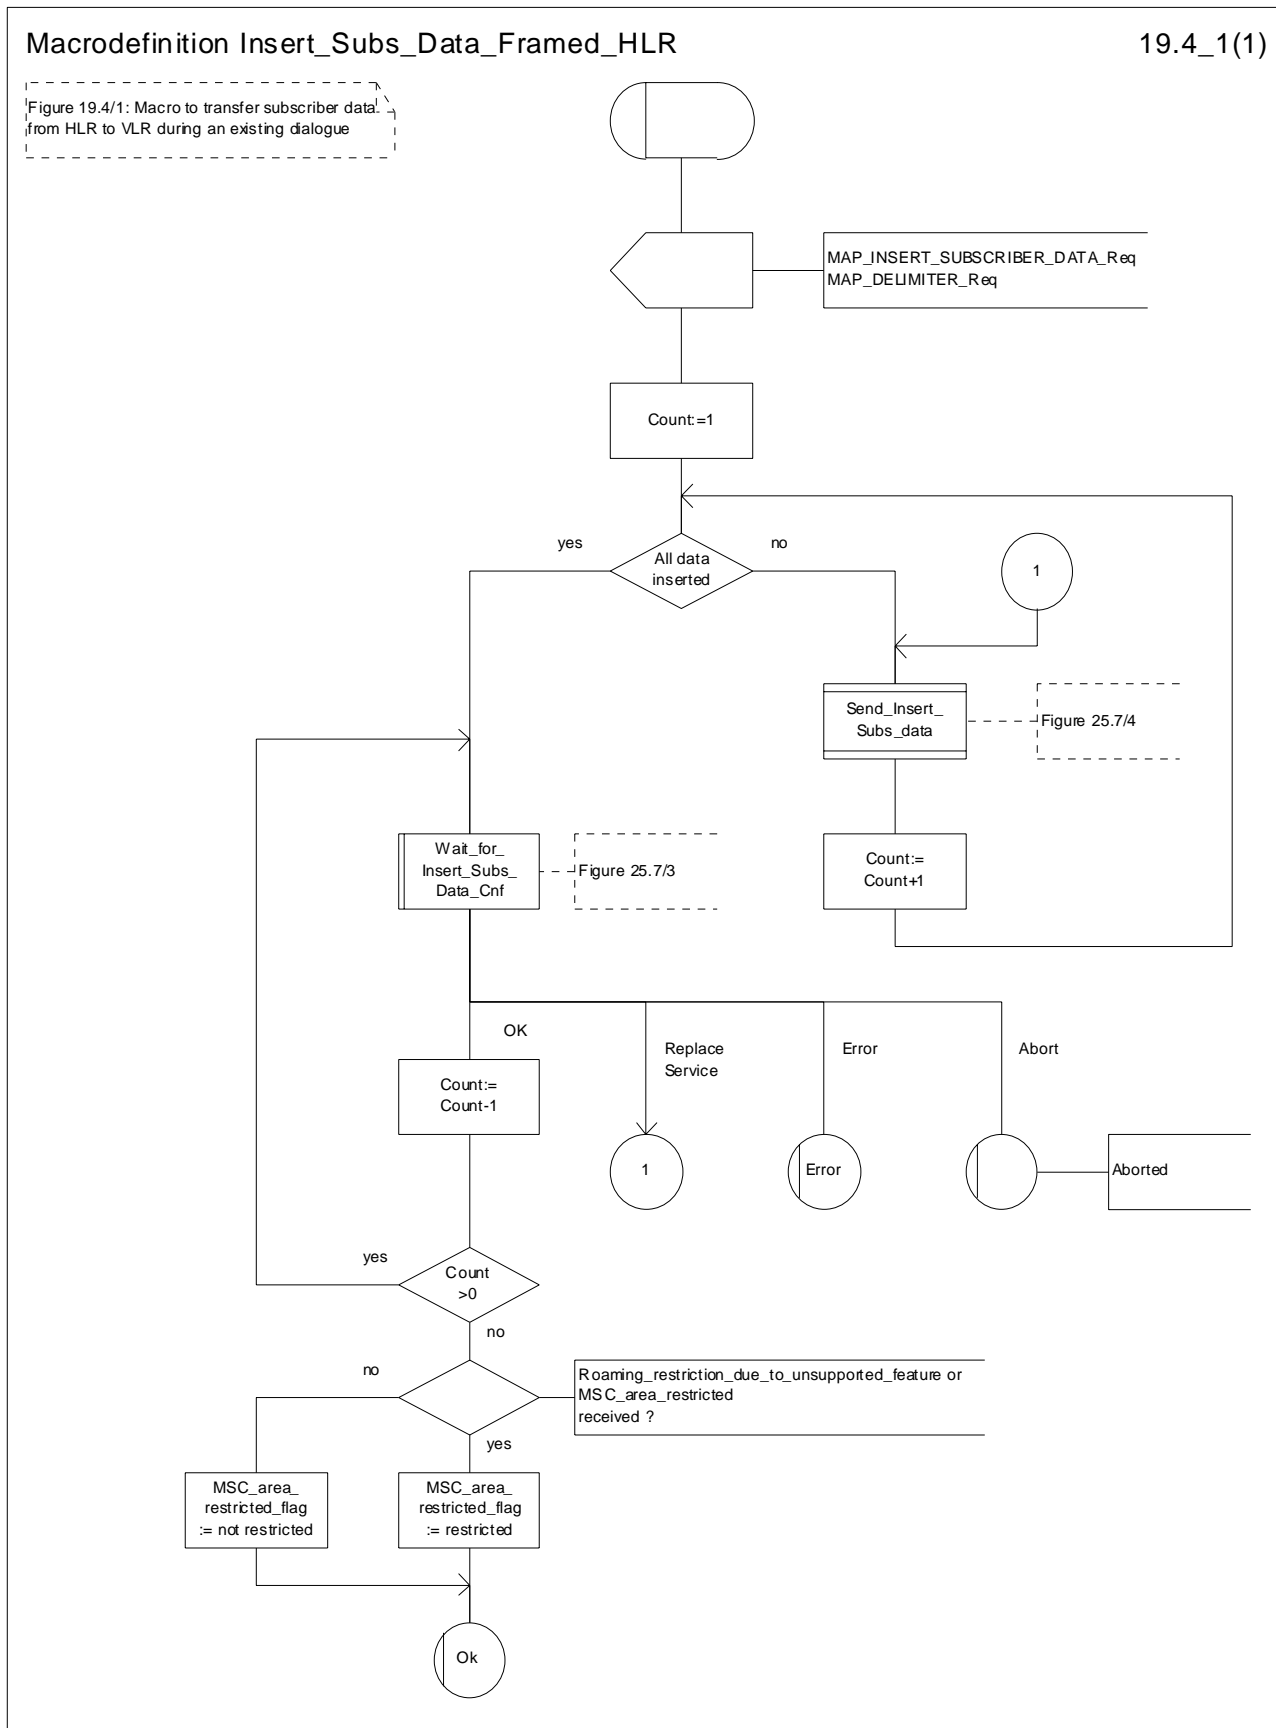 Macrodefinition Insert_Subs_Data_Framed_HLR
19.4_1(1)
Figure 19.4/1: Macro to transfer subscriber data
from HLR to VLR during an existing dialogue
MAP_INSERT_SUBSCRIBER_DATA_Req
MAP_DELIMITER_Req
Count:=1
yes
no
All data
inserted
1
Send_Insert_
Subs_data
Figure 25.7/4
Wait_for_
Insert_Subs_
Data_Cnf
Figure 25.7/3
Count:=
Count+1
OK
Replace
Service
Error
Abort
Count:=
Count-1
1
Error
Aborted
yes
Count
>0
no
no
Roaming_restriction_due_to_unsupported_feature or
MSC_area_restricted
received ?
yes
MSC_area_
restricted_flag
:= not restricted
MSC_area_
restricted_flag
:= restricted
Ok